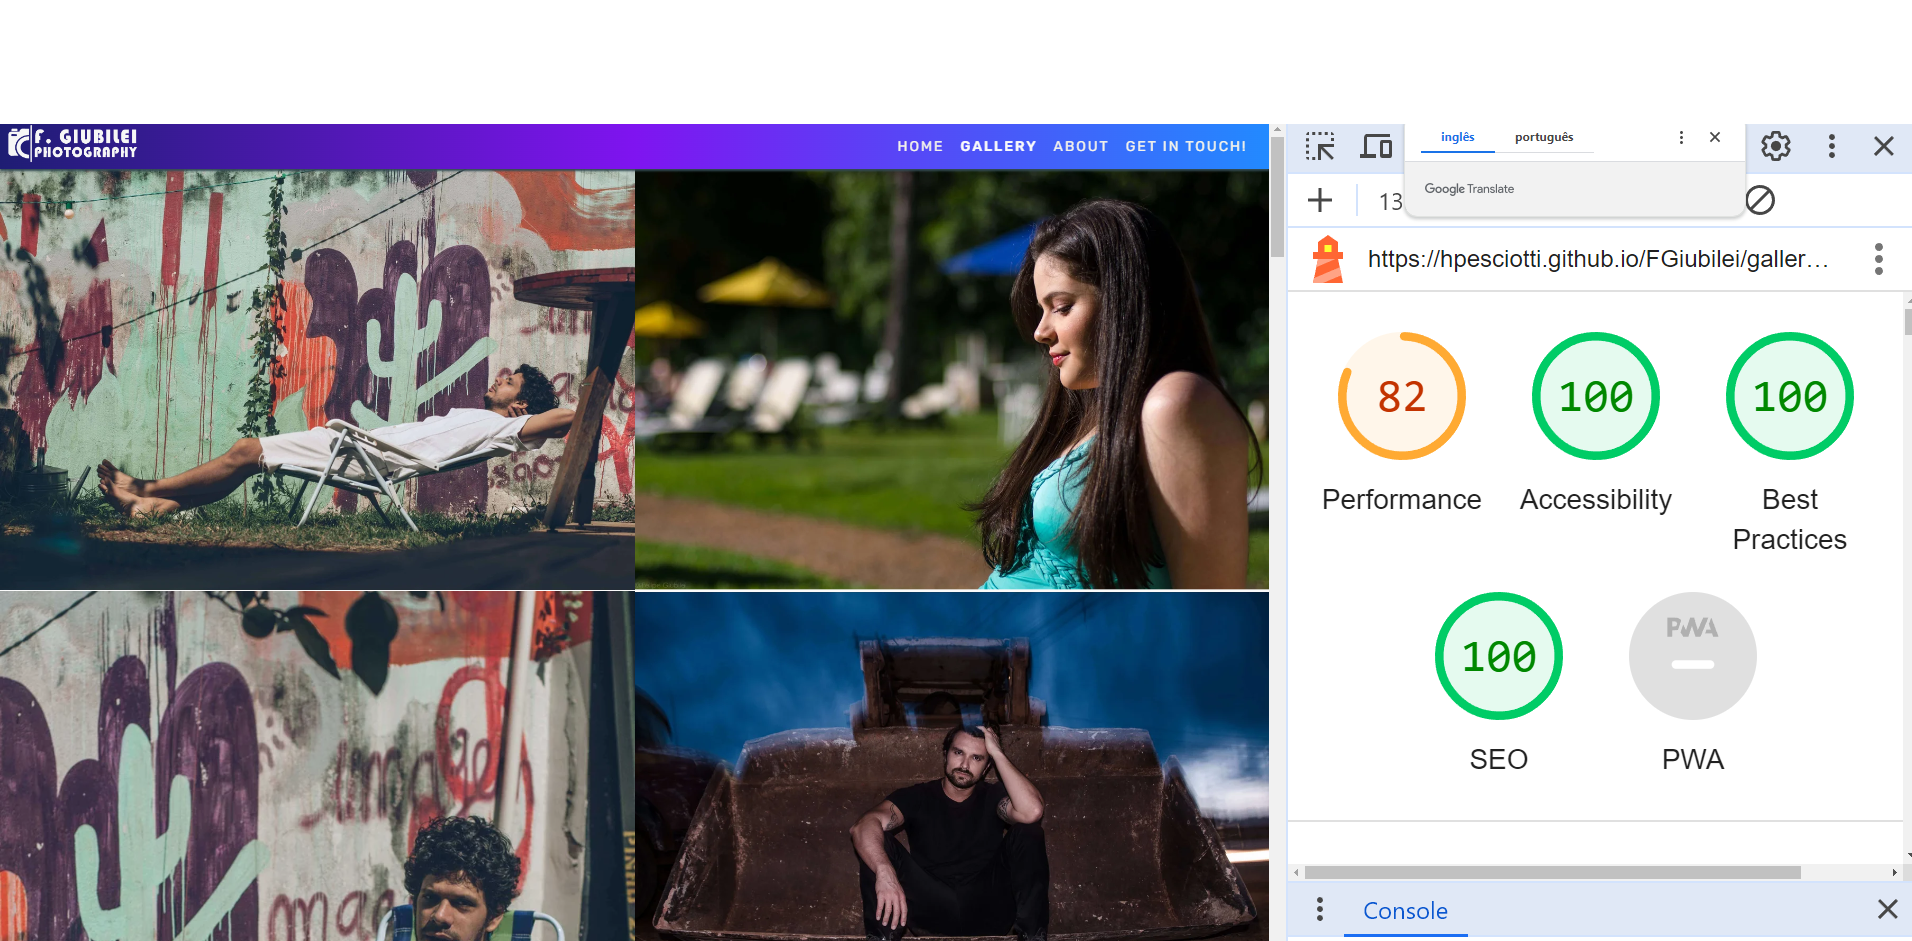 F. GIUBILEI
PHOTOGRAPHY
HOME GALLERY ABOUT GET IN TOUCH!
inglês português
Google Translate
13
https://hpesciotti.github.io/FGiubilei/galler…
82
Performance
100
Accessibility
100
Best
Practices
100
SEO
PWA
PWA
Console